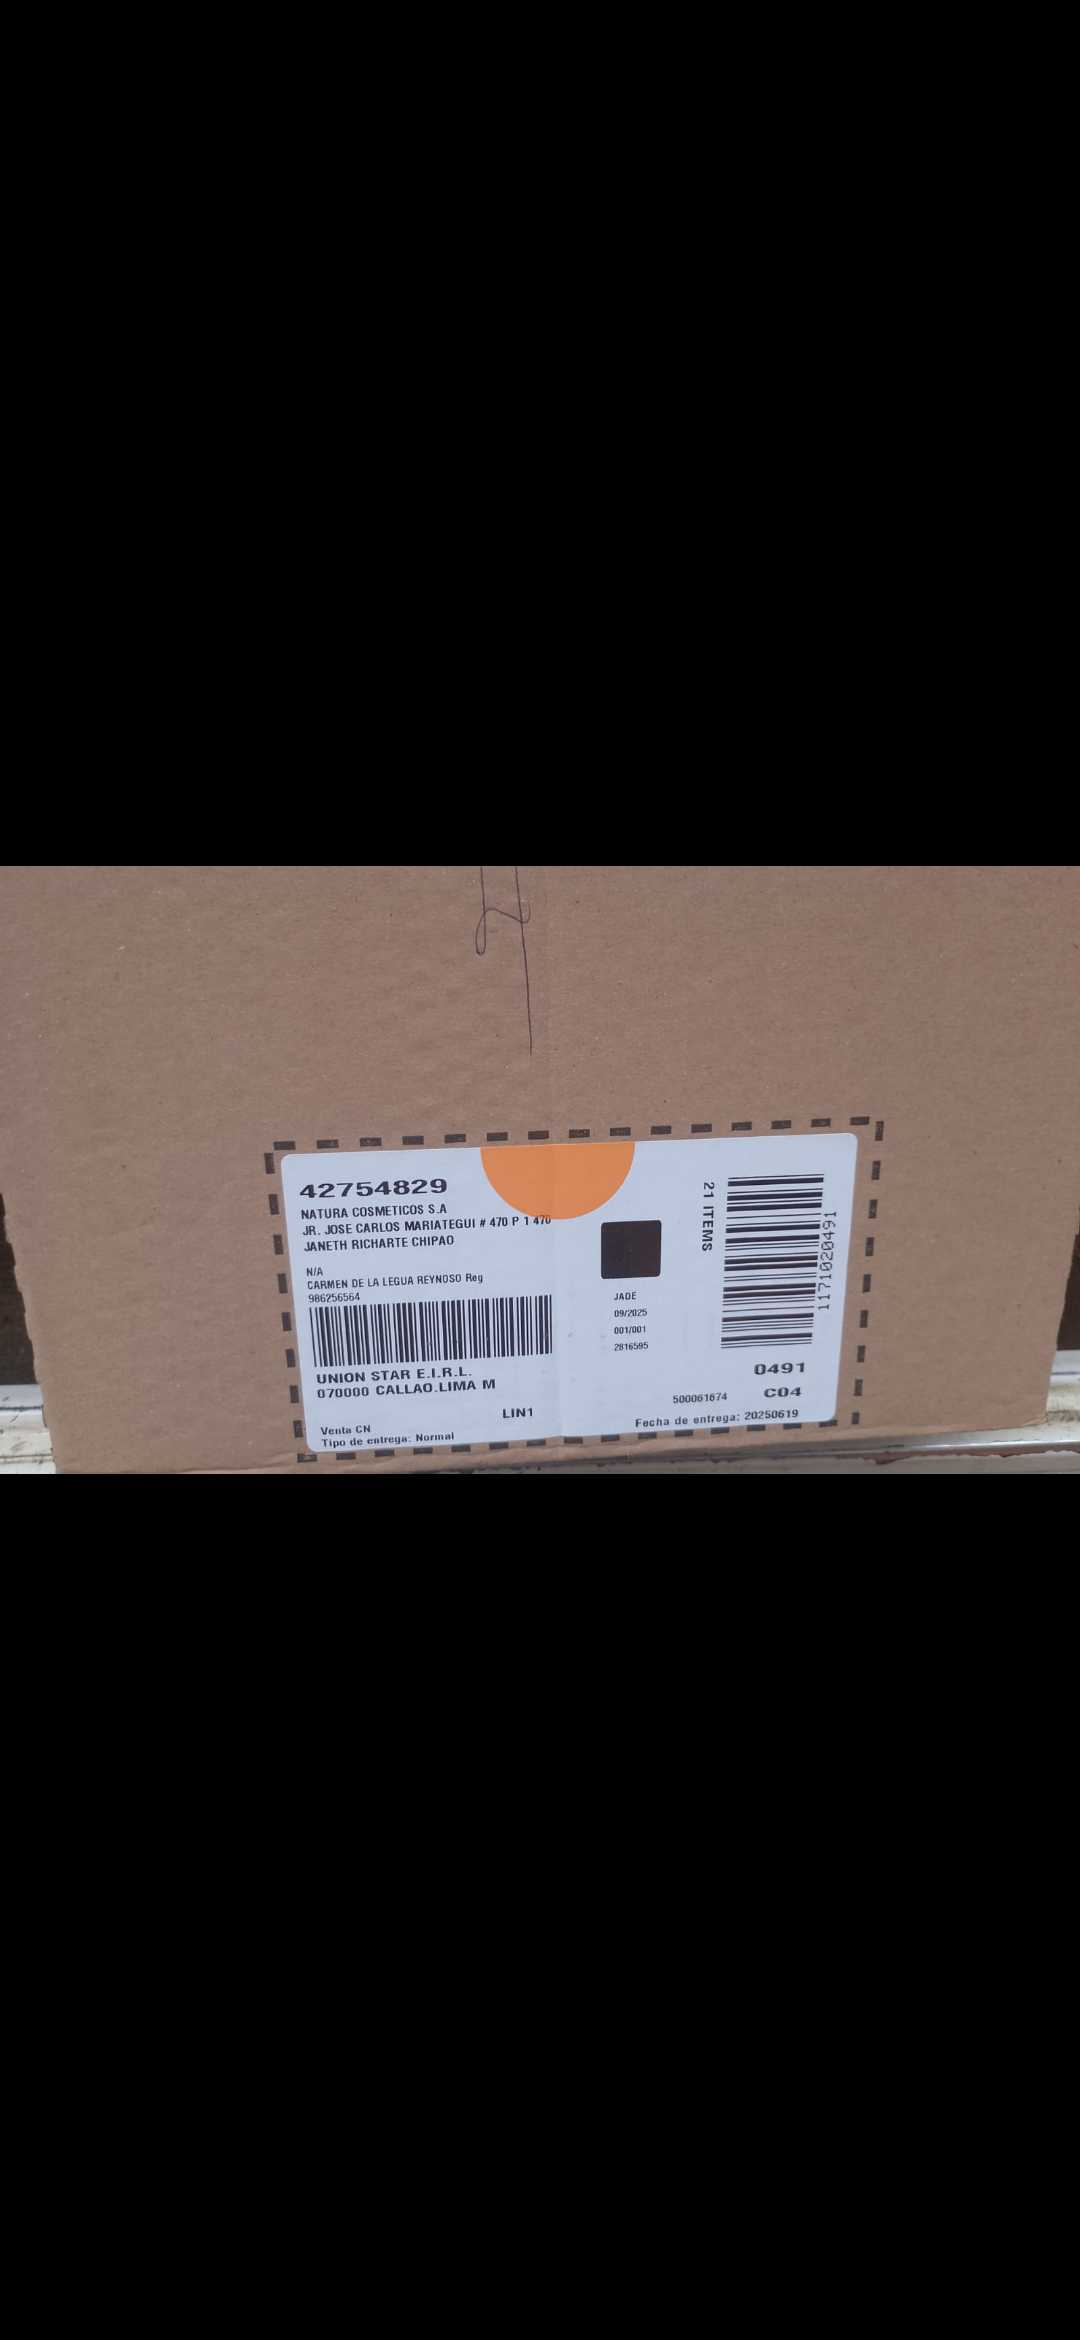 42754829
NATURA COSMETICOS S.A
JR. JOSE CARLOS MARIATEGUI # 470 P 1 470
JANETH RICHARTE CHIPAO
N/A
CARMEN DE LA LEGUA REYNOSO Reg
986256564
UNION STAR E.I.R.L.
070000 CALLAO.LIMA M
LIN1
Venta CN
Tipo de entrega: Normal
JADE
09/2025
001/001
2816595
21 ITEMS
1171020491
0491
500061674 C04
Fecha de entrega: 20250619